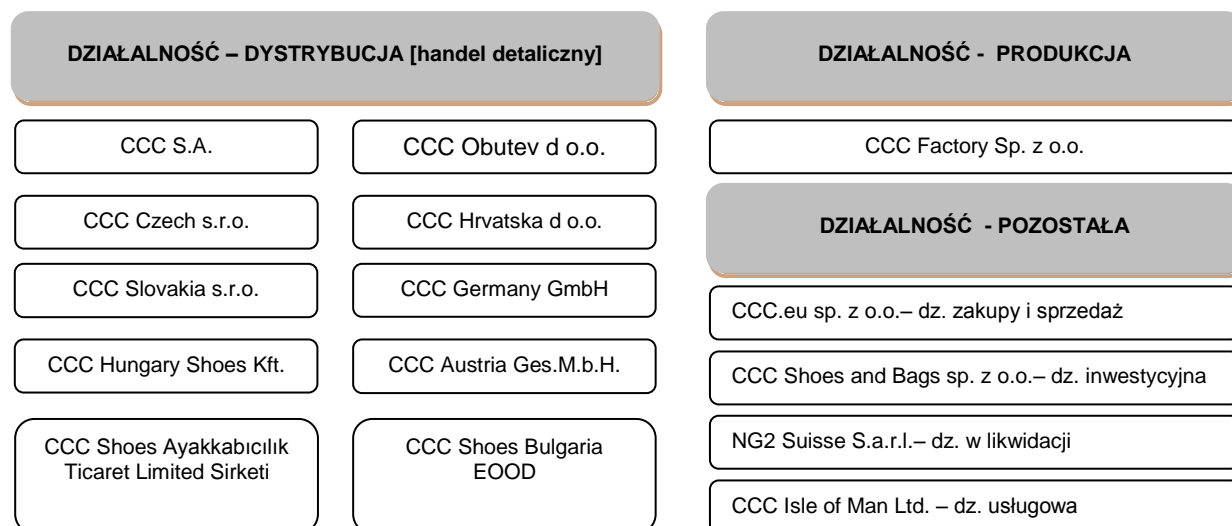 DZIAŁALNOŚĆ – DYSTRYBUCJA [handel detaliczny]
CCC S.A.
CCC Obutev d o.o.
CCC Czech s.r.o.
CCC Hrvatska d o.o.
CCC Slovakia s.r.o.
CCC Germany GmbH
CCC Hungary Shoes Kft.
CCC Austria Ges.M.b.H.
CCC Shoes Ayakkabıcılık
Ticaret Limited Sirketi
CCC Shoes Bulgaria
EOOD
DZIAŁALNOŚĆ - PRODUKCJA
CCC Factory Sp. z o.o.
DZIAŁALNOŚĆ - POZOSTAŁA
CCC.eu sp. z o.o.– dz. zakupy i sprzedaż
CCC Shoes and Bags sp. z o.o.– dz. inwestycyjna
NG2 Suisse S.a.r.l.– dz. w likwidacji
CCC Isle of Man Ltd. – dz. usługowa